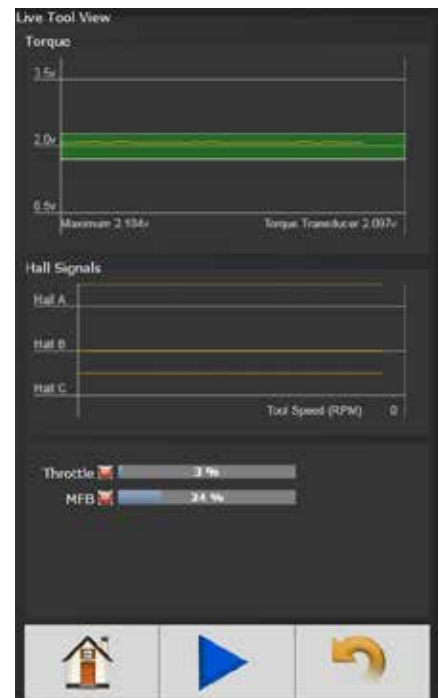 Live Tool View
Torque
3.5v
2.0v
0.5v
Maximum 2.104v Torque Transducer 2.097v
Hall Signals
Hall A
Hall B
Hall C
Tool Speed (RPM) 0
Throttle 3 %
MFB 24 %